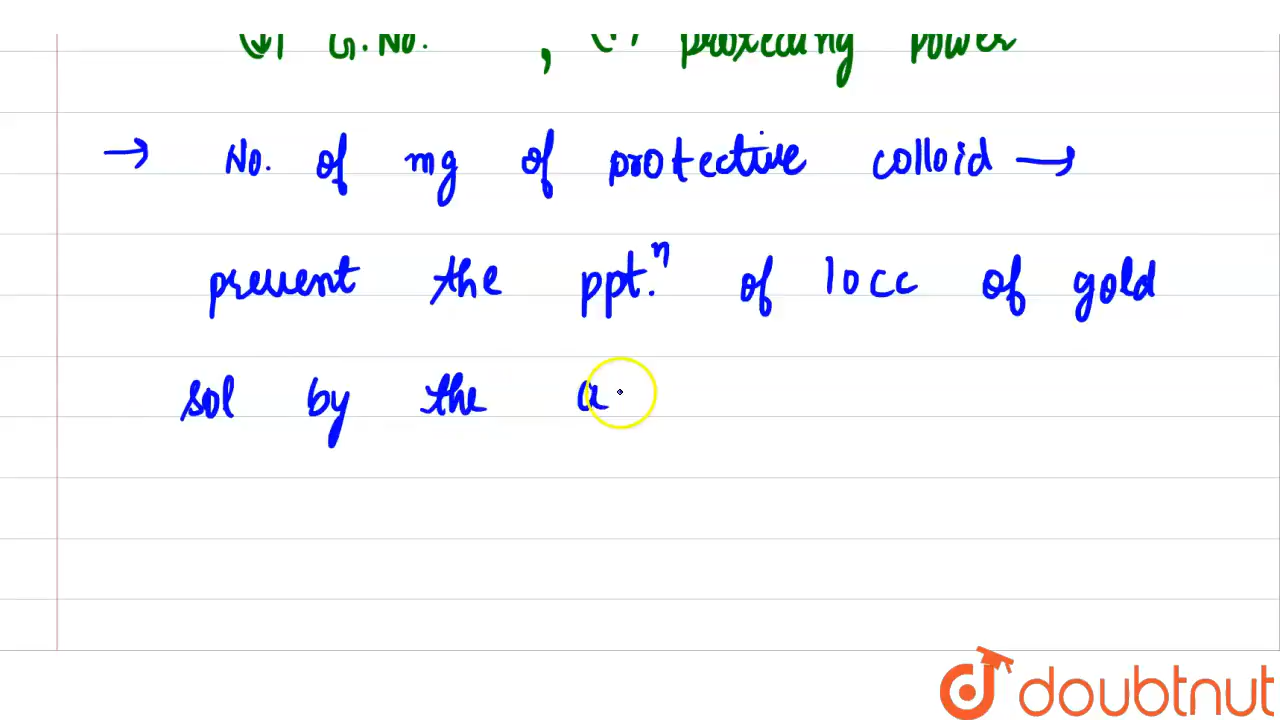 (↓) G.No. , (↑) protecting power
→ No. of mg of protective colloid →
prevent the ppt.ⁿ of 10cc of gold
sol by the a
doubtnut